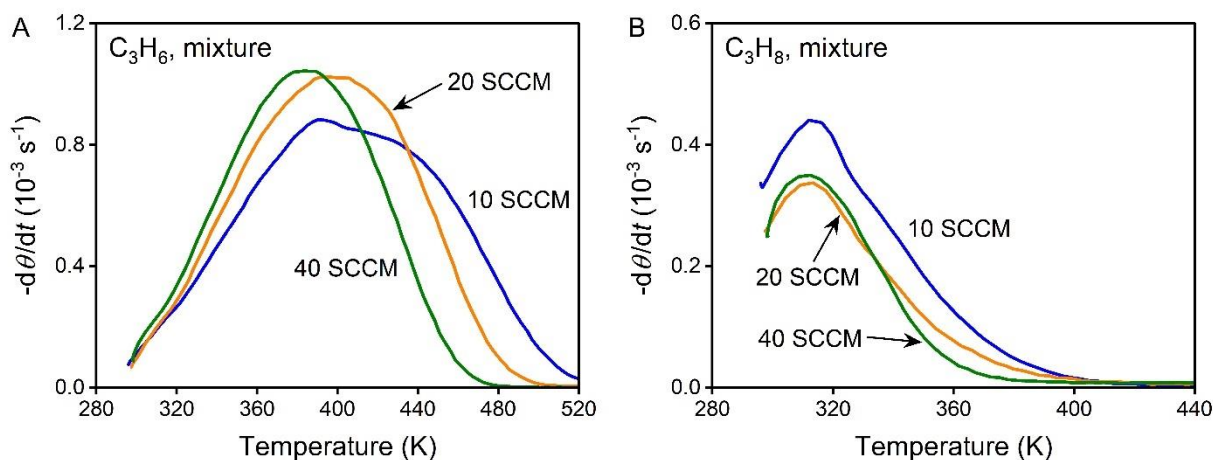 A
C₃H₆, mixture
1.2
0.8
0.4
0.0
-dθ/dt (10⁻³ s⁻¹)
20 SCCM
10 SCCM
40 SCCM
280 320 360 400 440 480 520
Temperature (K)
B
C₃H₈, mixture
0.6
0.4
0.2
0.0
-dθ/dt (10⁻³ s⁻¹)
10 SCCM
20 SCCM
40 SCCM
280 320 360 400 440
Temperature (K)